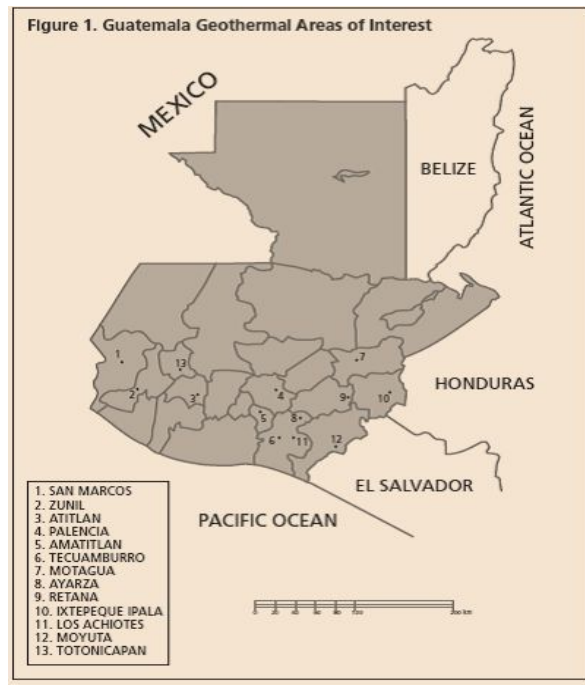 Figure 1. Guatemala Geothermal Areas of Interest
MEXICO
BELIZE
ATLANTIC OCEAN
1
13
7
2
3
4
9
10
5
8
6
11
12
HONDURAS
EL SALVADOR
PACIFIC OCEAN
1. SAN MARCOS
2. ZUNIL
3. ATITLAN
4. PALENCIA
5. AMATITLAN
6. TECUAMBURRO
7. MOTAGUA
8. AYARZA
9. RETANA
10. IXTEPEQUE IPALA
11. LOS ACHIOTES
12. MOYUTA
13. TOTONICAPAN
0 20 40